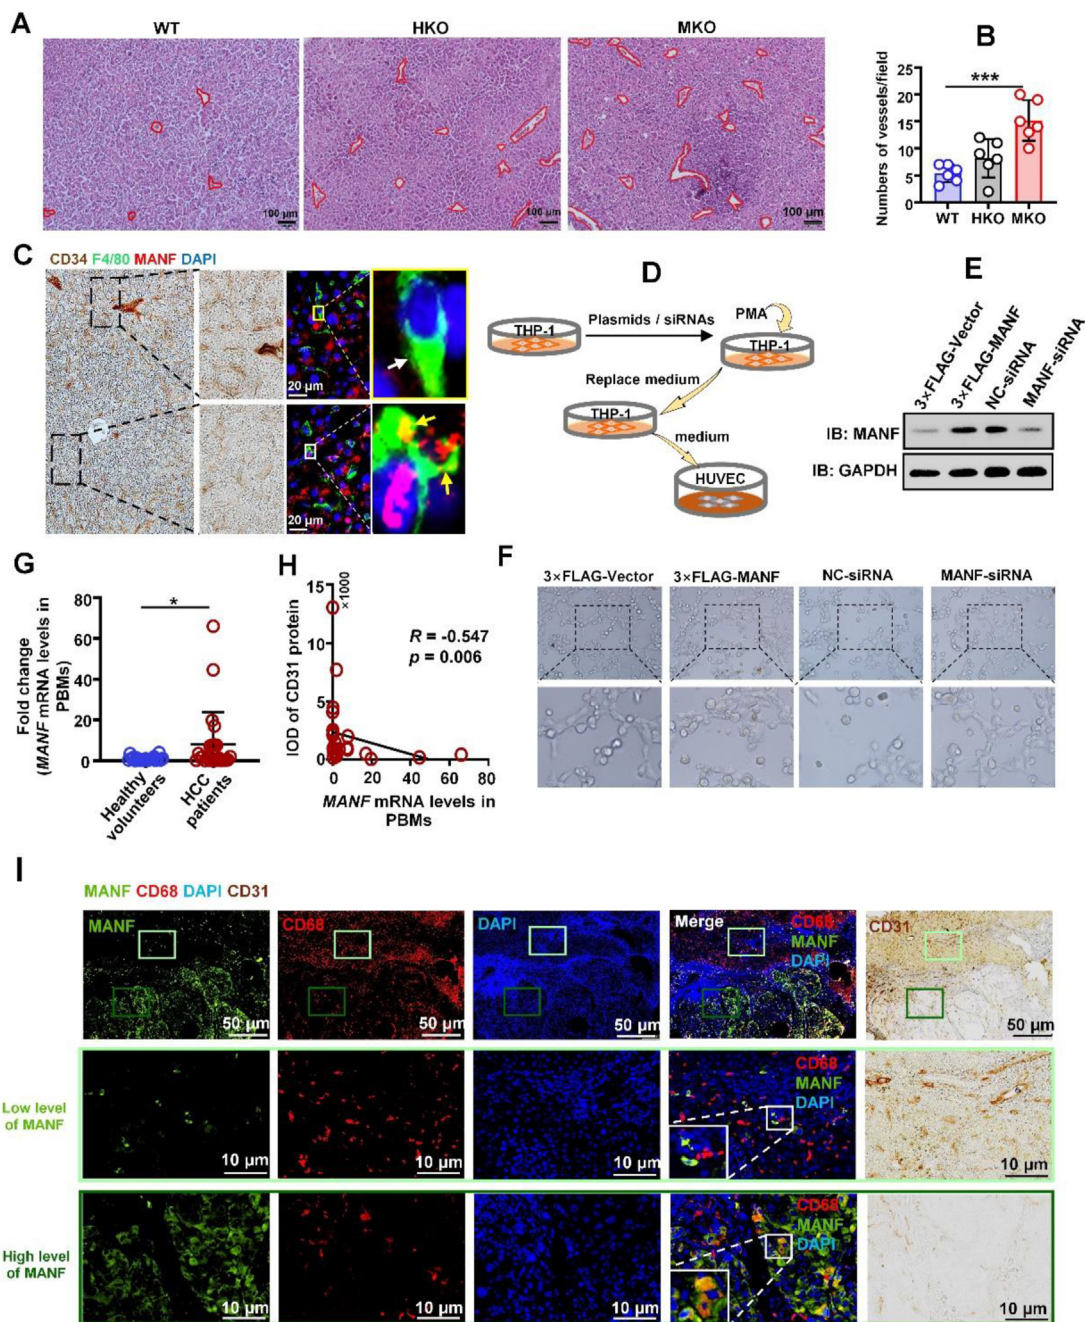 A
WT
HKO
MKO
100 µm
100 µm
100 µm
B
Numbers of vessels/field
25
20
15
10
5
0
***
WT
HKO
MKO
C
CD34 F4/80 MANF DAPI
20 µm
20 µm
D
THP-1
Plasmids / siRNAs
PMA
THP-1
Replace medium
THP-1
medium
HUVEC
E
3×FLAG-Vector
3×FLAG-MANF
NC-siRNA
MANF-siRNA
IB: MANF
IB: GAPDH
F
3×FLAG-Vector
3×FLAG-MANF
NC-siRNA
MANF-siRNA
G
Fold change
(MANF mRNA levels in
PBMs)
80
60
40
20
0
*
Healthy
volunteers
HCC
patients
H
IOD of CD31 protein
×1000
15
10
5
0
R = -0.547
p = 0.006
0 20 40 60 80
MANF mRNA levels in
PBMs
I
MANF CD68 DAPI CD31
MANF
50 µm
CD68
50 µm
DAPI
50 µm
Merge
CD68
MANF
DAPI
50 µm
CD31
50 µm
Low level
of MANF
10 µm
10 µm
10 µm
CD68
MANF
DAPI
10 µm
10 µm
High level
of MANF
10 µm
10 µm
10 µm
CD68
MANF
DAPI
10 µm
10 µm